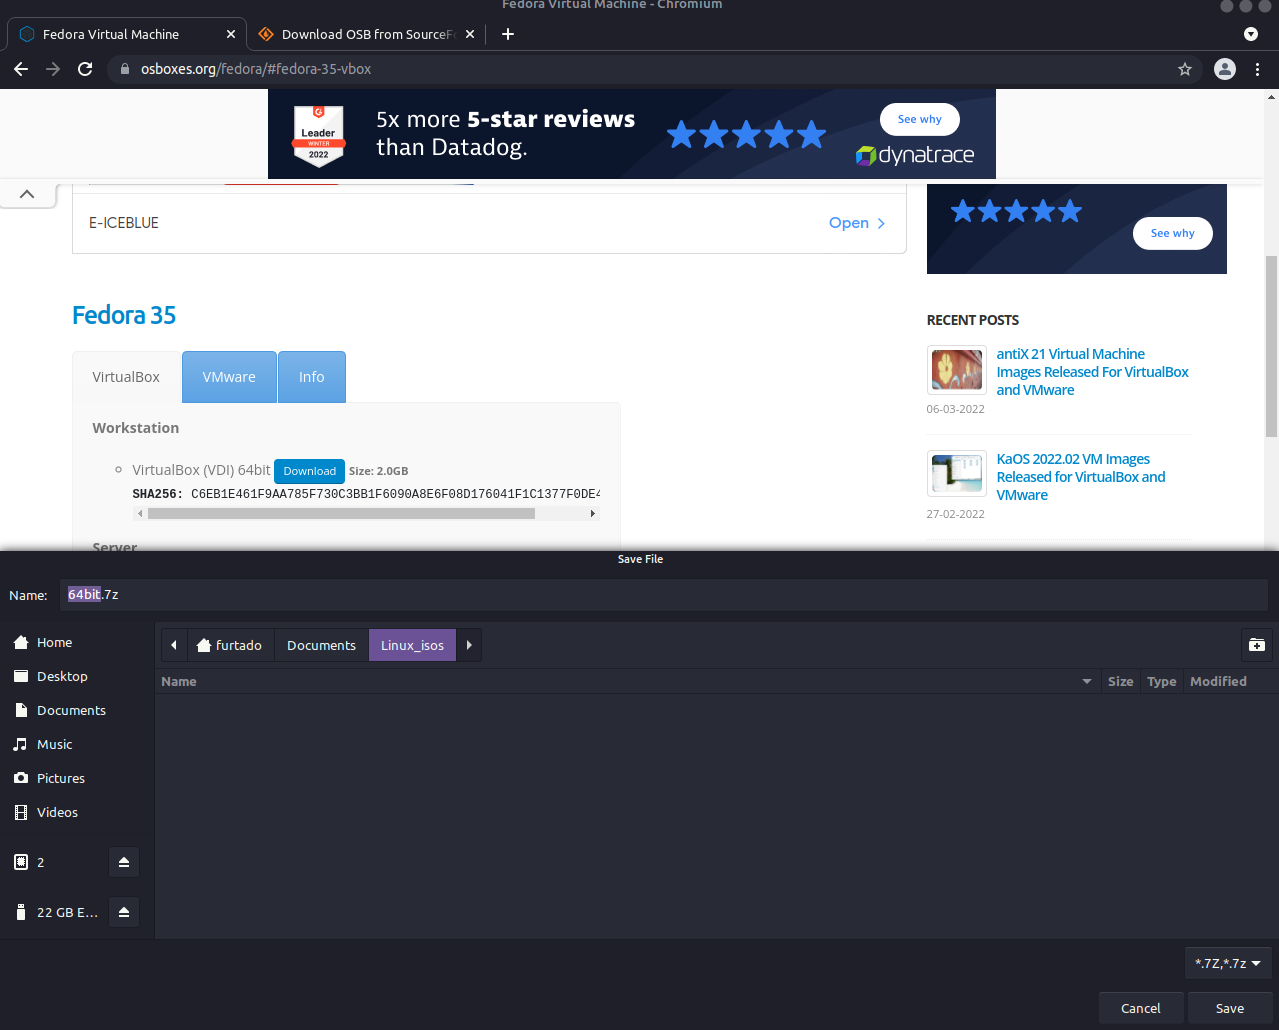 Fedora Virtual Machine - Chromium
Fedora Virtual Machine
Download OSB from SourceFo
osboxes.org/fedora/#fedora-35-vbox
Leader
WINTER
2022
5x more 5-star reviews
than Datadog.
See why
dynatrace
E-ICEBLUE
Open
See why
Fedora 35
VirtualBox
VMware
Info
Workstation
VirtualBox (VDI) 64bit Download Size: 2.0GB
SHA256: C6EB1E461F9AA785F730C3BB1F6090A8E6F08D176041F1C1377F0DE4
Server
RECENT POSTS
antiX 21 Virtual Machine
Images Released For VirtualBox
and VMware
06-03-2022
KaOS 2022.02 VM Images
Released for VirtualBox and
VMware
27-02-2022
Save File
Name: 64bit.7z
Home
Desktop
Documents
Music
Pictures
Videos
2
22 GB E...
furtado
Documents
Linux_isos
Name
Size
Type
Modified
*.7Z,*.7z
Cancel
Save